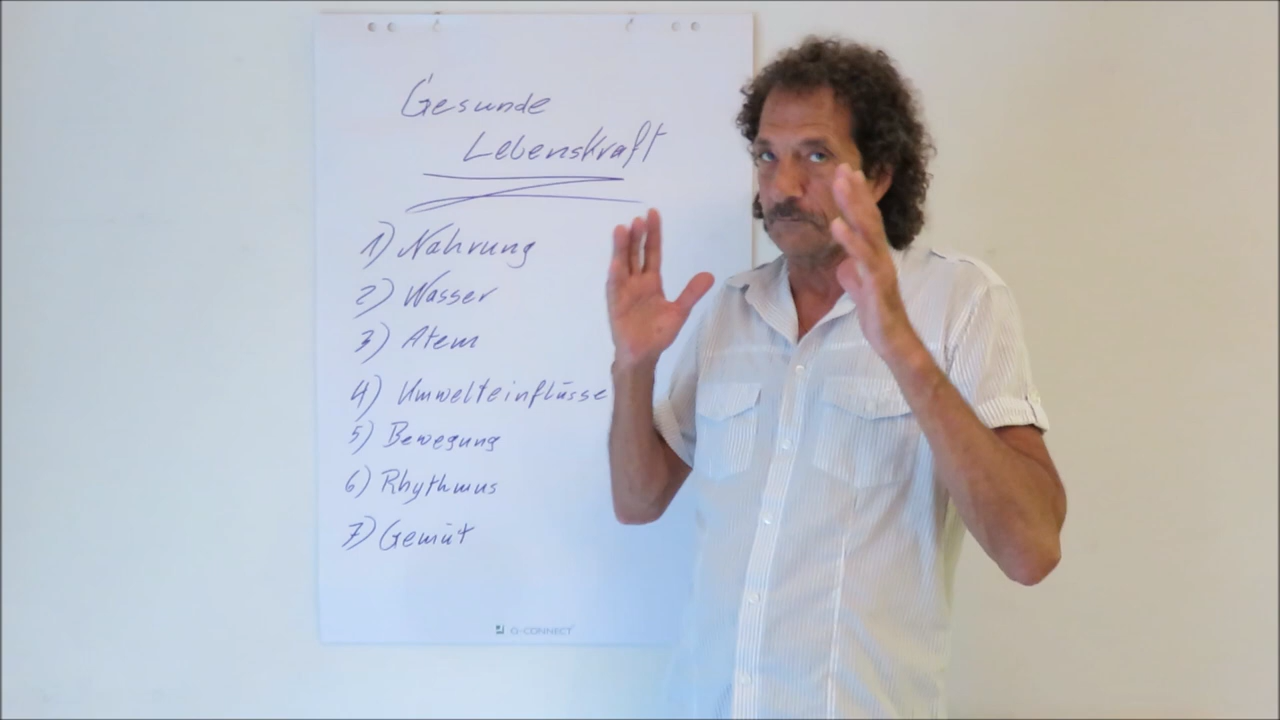 Gesunde
Lebenskraft
1) Nahrung
2) Wasser
3) Atem
4) Umwelteinflüsse
5) Bewegung
6) Rhythmus
7) Gemüt
Q-CONNECT